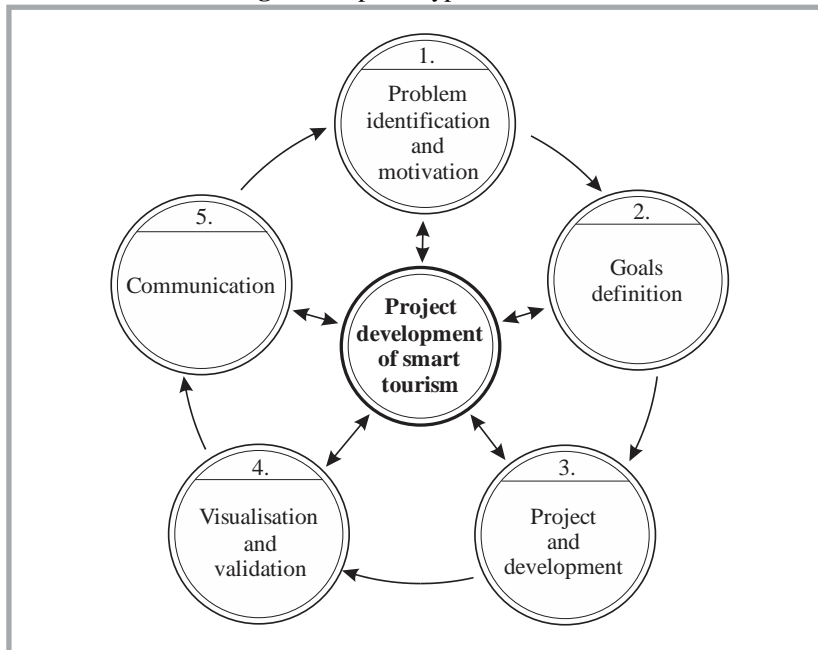 1.
Problem
identification
and
motivation
2.
Goals
definition
5.
Communication
Project
development
of smart
tourism
4.
Visualisation
and
validation
3.
Project
and
development